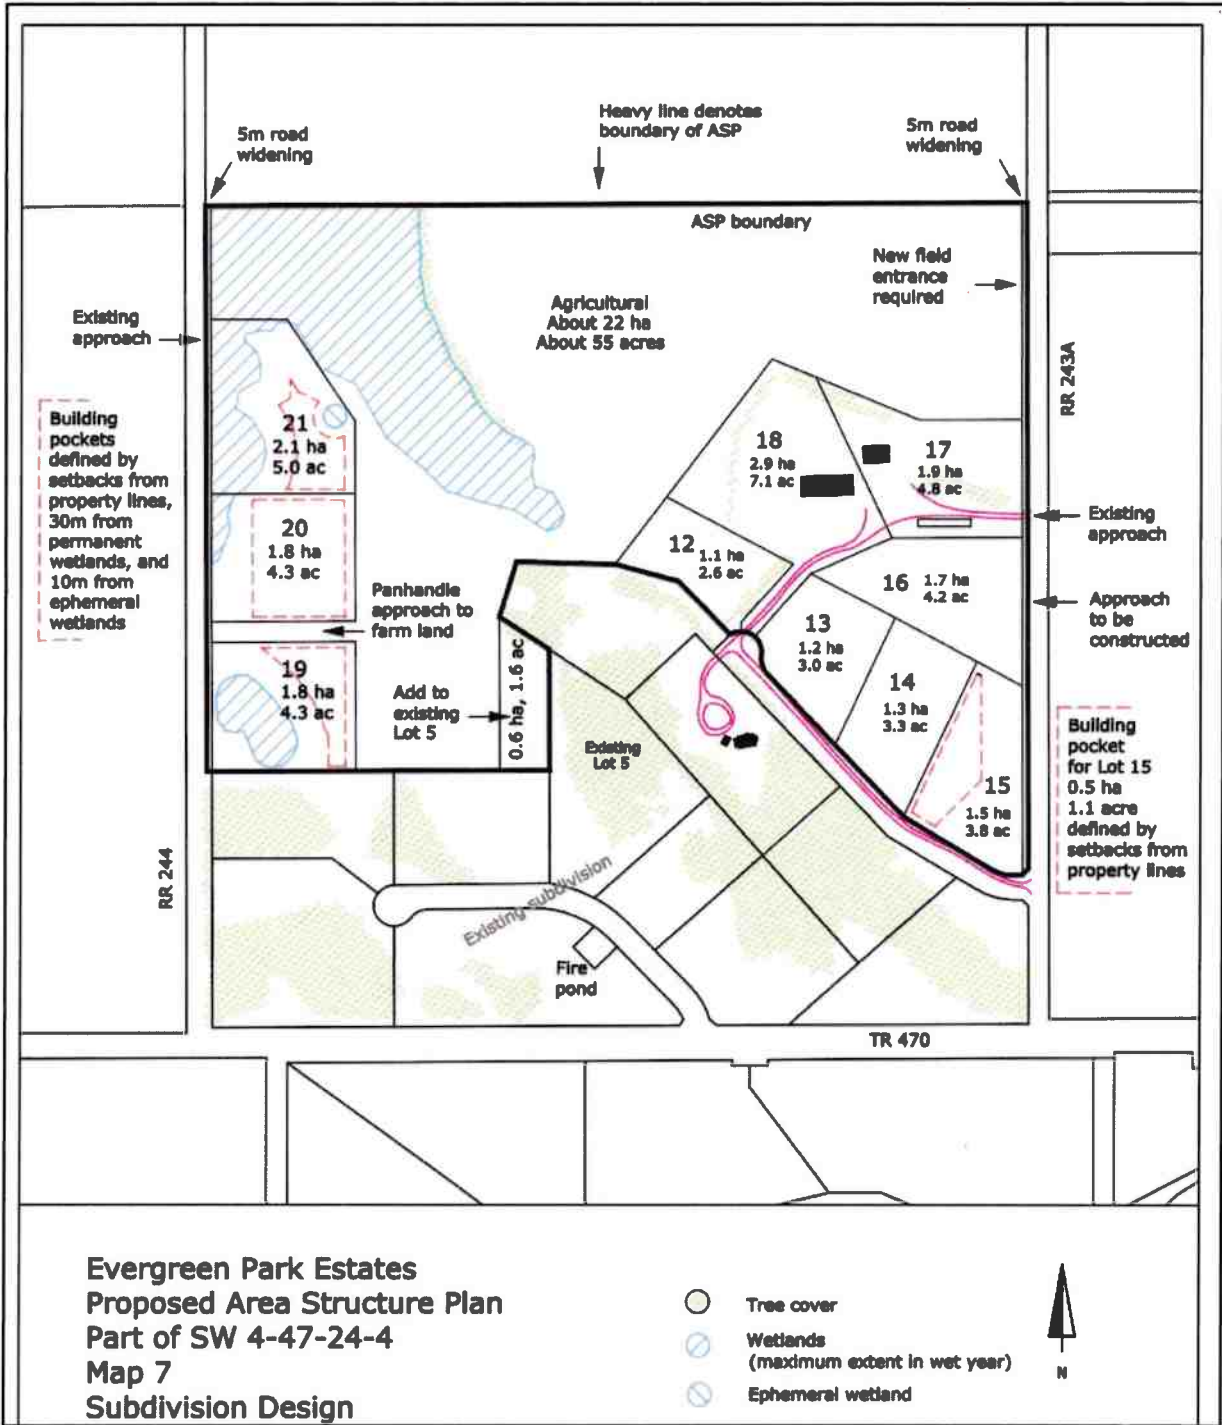 Heavy line denotes
boundary of ASP
5m road
widening
5m road
widening
ASP boundary
New field
entrance
required
Agricultural
About 22 ha
About 55 acres
Existing
approach
RR 243A
Building
pockets
defined by
setbacks from
property lines,
30m from
permanent
wetlands, and
10m from
ephemeral
wetlands
21
2.1 ha
5.0 ac
18
2.9 ha
7.1 ac
17
1.9 ha
4.8 ac
20
1.8 ha
4.3 ac
12
1.1 ha
2.6 ac
Existing
approach
16
1.7 ha
4.2 ac
Panhandle
approach to
farm land
Approach
to be
constructed
13
1.2 ha
3.0 ac
19
1.8 ha
4.3 ac
Add to
existing
Lot 5
0.6 ha, 1.6 ac
14
1.3 ha
3.3 ac
Existing
Lot 5
15
1.5 ha
3.8 ac
Building
pocket
for Lot 15
0.5 ha
1.1 acre
defined by
setbacks from
property lines
RR 244
Existing subdivision
Fire
pond
TR 470
Evergreen Park Estates
Proposed Area Structure Plan
Part of SW 4-47-24-4
Map 7
Subdivision Design
Tree cover
Wetlands
(maximum extent in wet year)
Ephemeral wetland
N